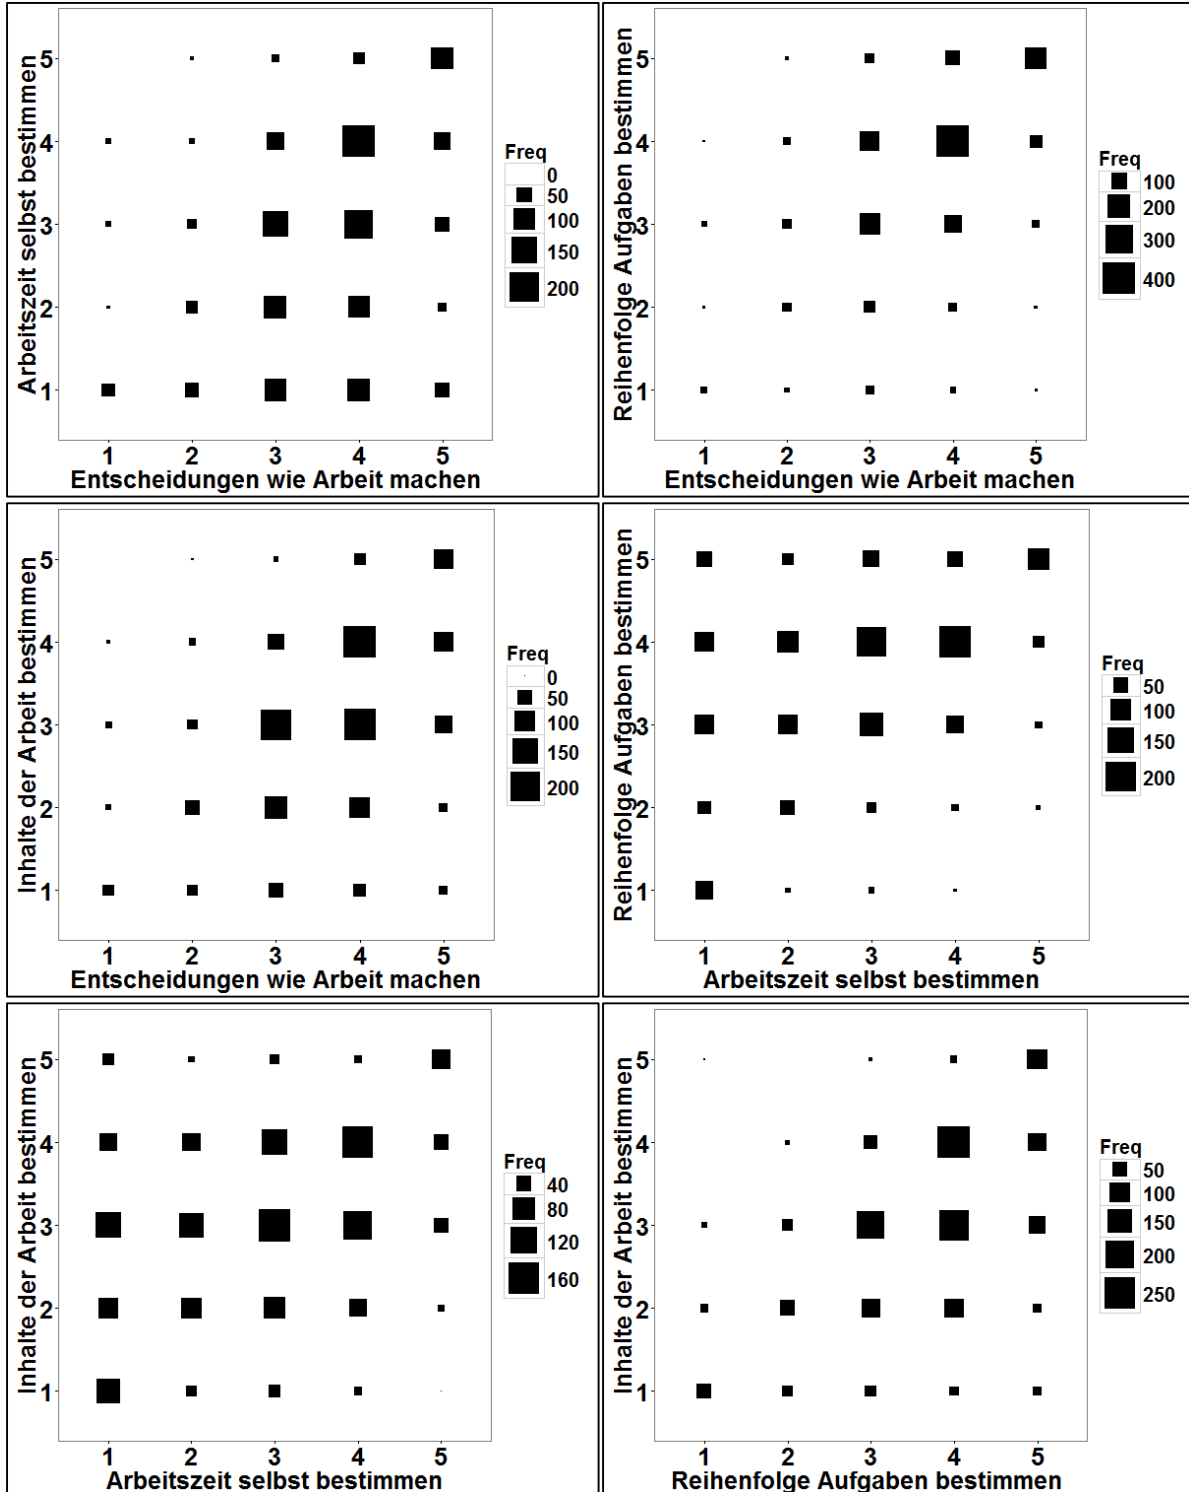 Arbeitszeit selbst bestimmen
5
4
3
2
1
1 2 3 4 5
Entscheidungen wie Arbeit machen
Freq
0
50
100
150
200
Reihenfolge Aufgaben bestimmen
5
4
3
2
1
1 2 3 4 5
Entscheidungen wie Arbeit machen
Freq
100
200
300
400
Inhalte der Arbeit bestimmen
5
4
3
2
1
1 2 3 4 5
Entscheidungen wie Arbeit machen
Freq
0
50
100
150
200
Reihenfolge Aufgaben bestimmen
5
4
3
2
1
1 2 3 4 5
Arbeitszeit selbst bestimmen
Freq
50
100
150
200
Inhalte der Arbeit bestimmen
5
4
3
2
1
1 2 3 4 5
Arbeitszeit selbst bestimmen
Freq
40
80
120
160
Inhalte der Arbeit bestimmen
5
4
3
2
1
1 2 3 4 5
Reihenfolge Aufgaben bestimmen
Freq
50
100
150
200
250